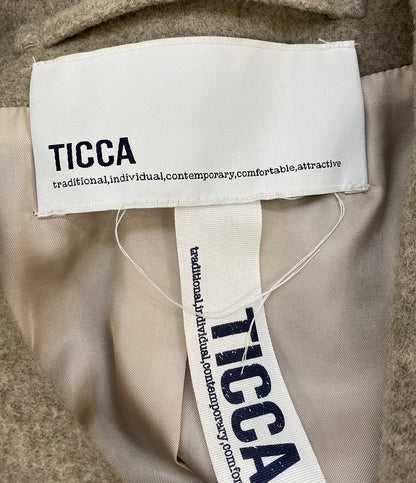 TICCA
traditional,individual,contemporary,comfortable,attractive
TICCA
traditional,individual,contemporary,comfor